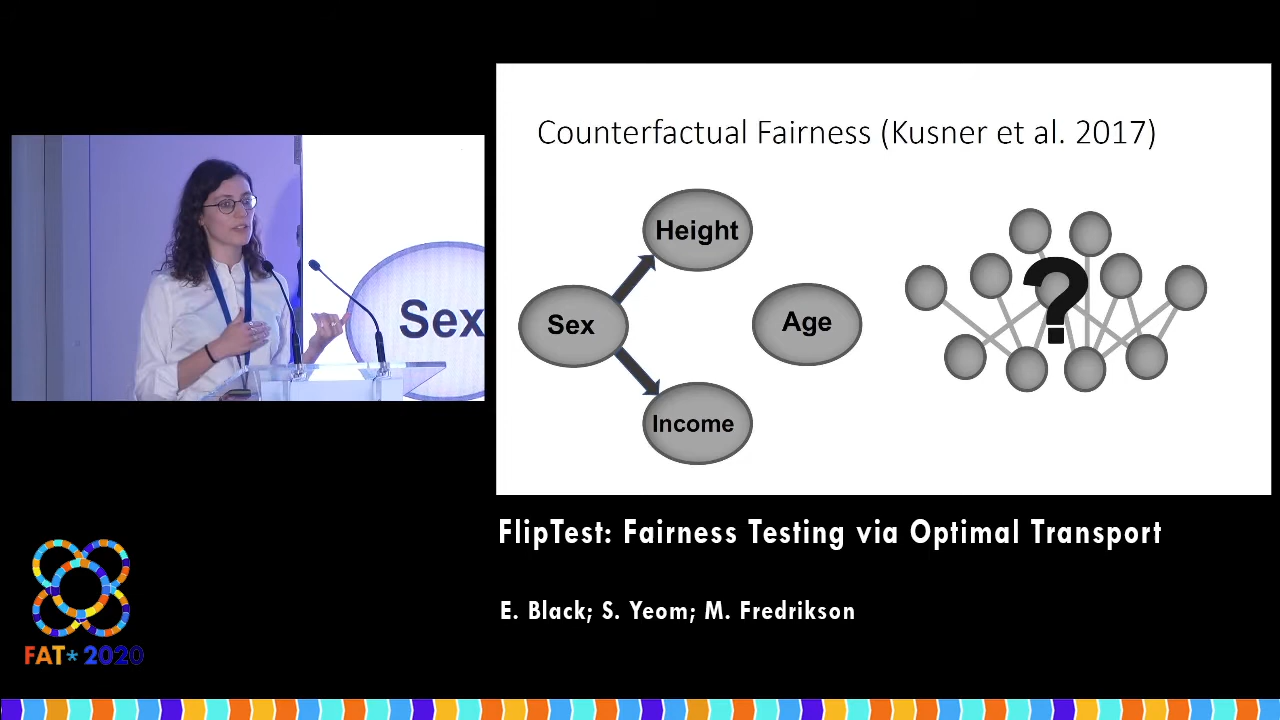 Counterfactual Fairness (Kusner et al. 2017)
Height
Sex
Age
Income
?
Sex
FlipTest: Fairness Testing via Optimal Transport
E. Black; S. Yeom; M. Fredrikson
FAT* 2020